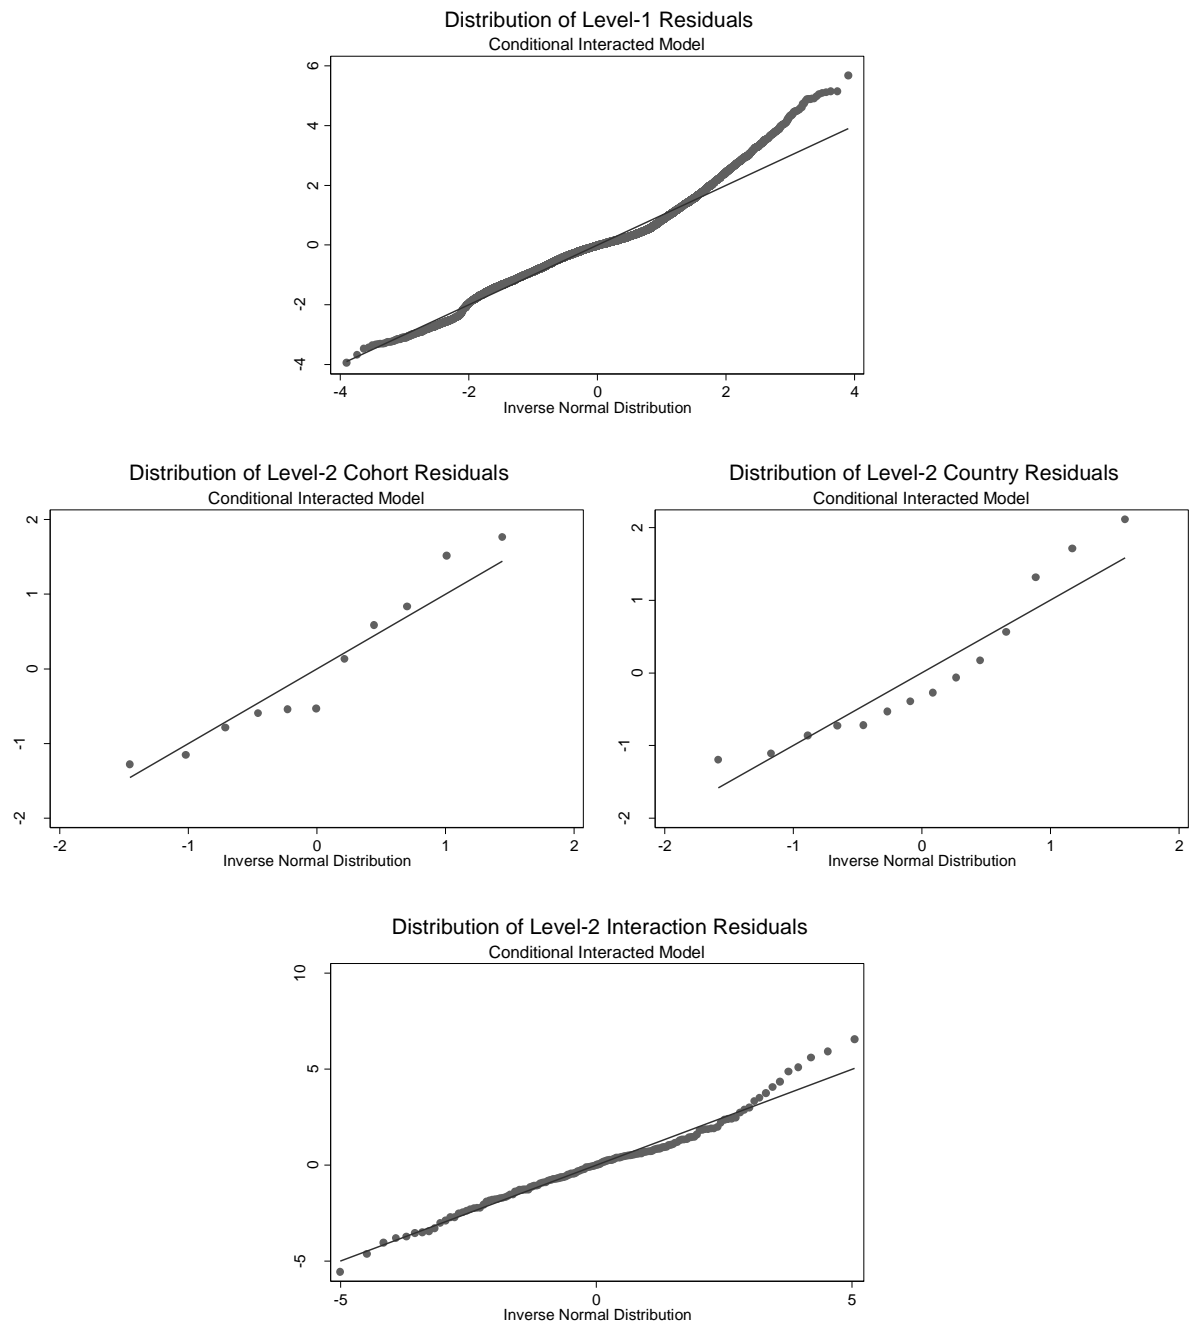 Distribution of Level-1 Residuals
Conditional Interacted Model
6
4
2
0
-2
-4
-4 -2 0 2 4
Inverse Normal Distribution
Distribution of Level-2 Cohort Residuals
Conditional Interacted Model
2
1
0
-1
-2
-2 -1 0 1 2
Inverse Normal Distribution
Distribution of Level-2 Country Residuals
Conditional Interacted Model
2
1
0
-1
-2
-2 -1 0 1 2
Inverse Normal Distribution
Distribution of Level-2 Interaction Residuals
Conditional Interacted Model
10
5
0
-5
-5 0 5
Inverse Normal Distribution